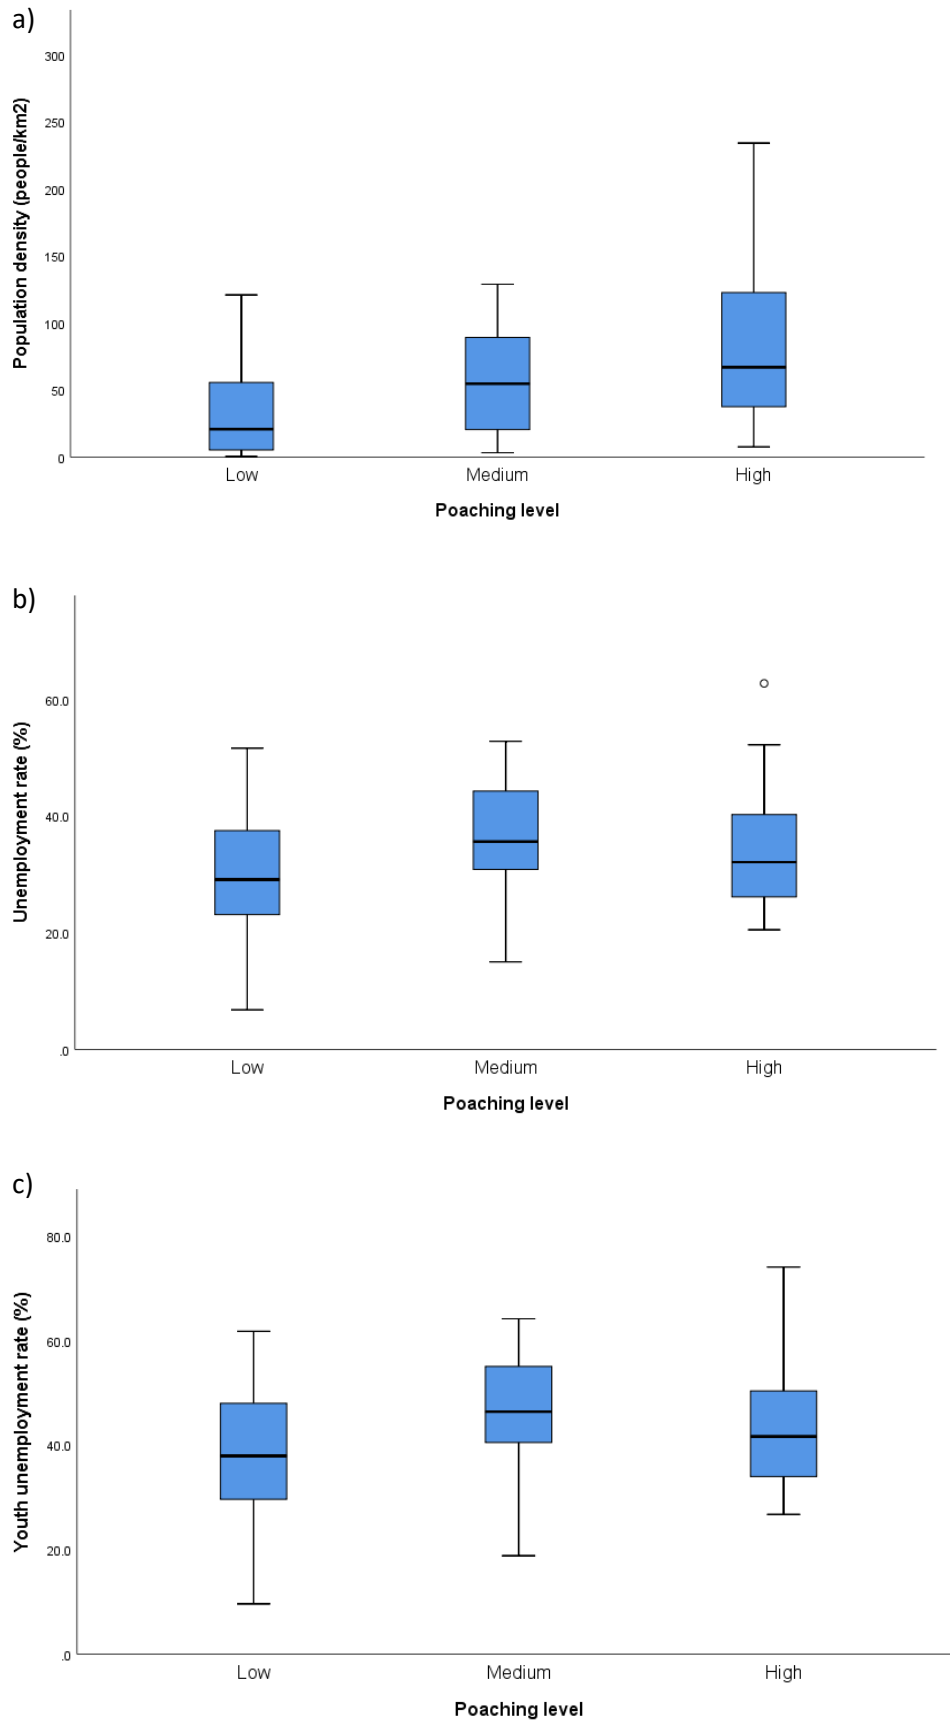 a)
Population density (people/km2)
300
250
200
150
100
50
0
Low Medium High
Poaching level
b)
Unemployment rate (%)
60.0
40.0
20.0
.0
Low Medium High
Poaching level
c)
Youth unemployment rate (%)
80.0
60.0
40.0
20.0
.0
Low Medium High
Poaching level